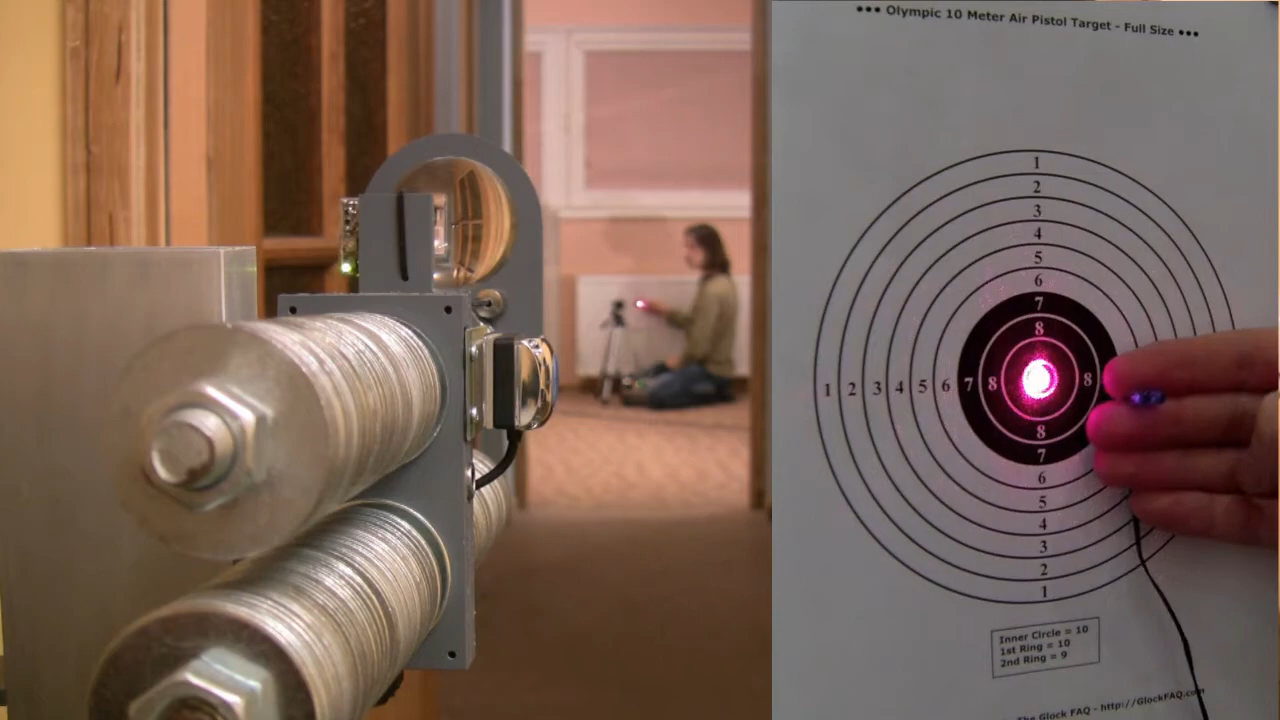 ••• Olympic 10 Meter Air Pistol Target - Full Size •••
1
2
3
4
5
6
7
8
1 2 3 4 5 6 7 8 8
8
7
6
5
4
3
2
1
Inner Circle = 10
1st Ring = 10
2nd Ring = 9
The Glock FAQ - http://GlockFAQ.com